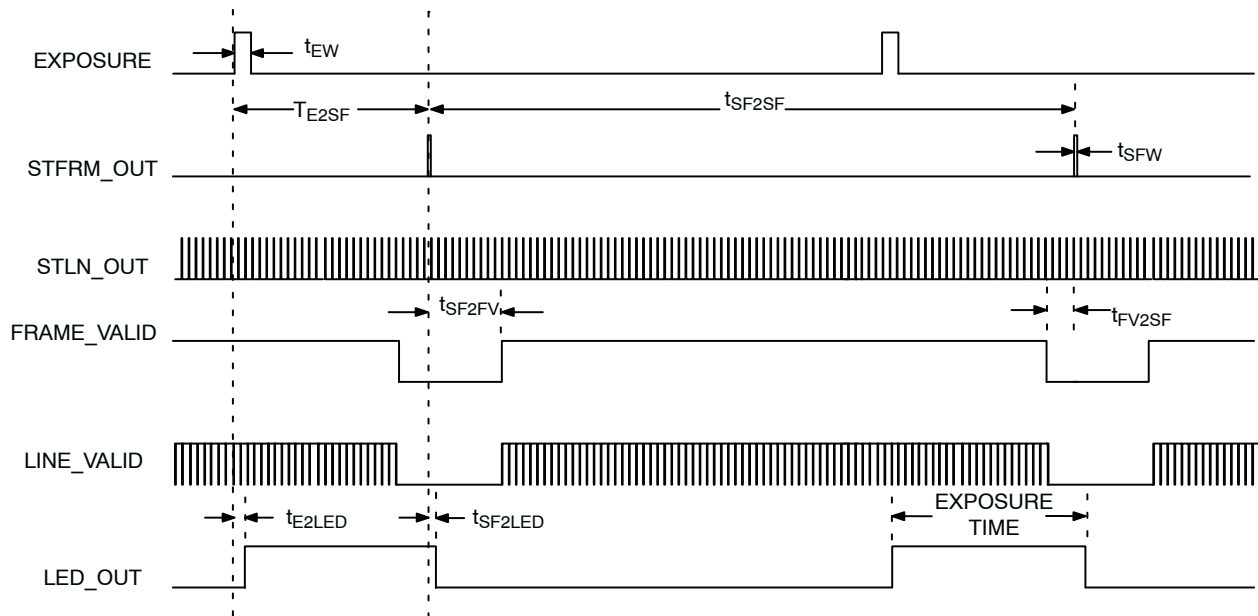 EXPOSURE
tEW
TE2SF
tSF2SF
STFRM_OUT
tSFW
STLN_OUT
tSF2FV
tFV2SF
FRAME_VALID
LINE_VALID
tE2LED
tSF2LED
EXPOSURE
TIME
LED_OUT